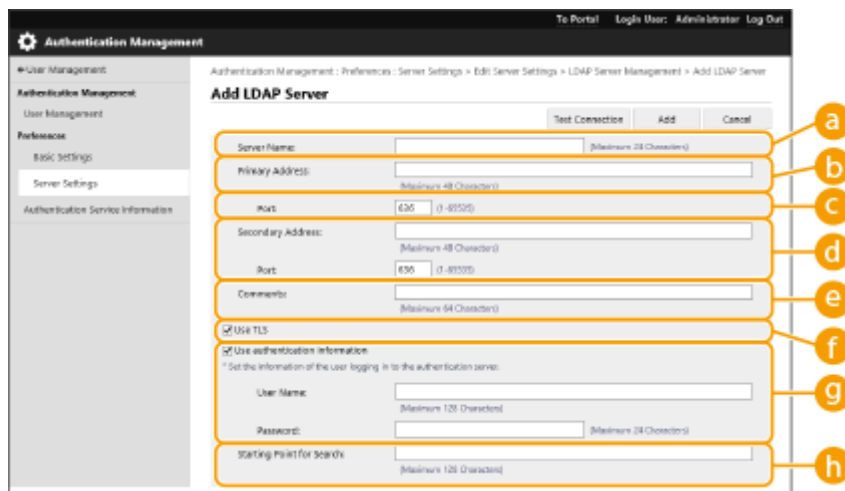 To Portal Login User: Administrator Log Out
Authentication Management
User Management
Authentication Management : Preferences : Server Settings > Edit Server Settings > LDAP Server Management > Add LDAP Server
Authentication Management
User Management
Preferences
Basic Settings
Server Settings
Authentication Service Information
Add LDAP Server
Test Connection Add Cancel
Server Name: (Maximum 28 Characters) a
Primary Address: b
(Maximum 48 Characters)
Port: 636 (1-65535) c
Secondary Address: d
(Maximum 48 Characters)
Port: 636 (1-65535)
Comments: e
(Maximum 64 Characters)
Use TLS f
Use authentication information
* Set the information of the user logging in to the authentication server.
User Name: g
(Maximum 128 Characters)
Password: (Maximum 24 Characters)
Starting Point for Search: h
(Maximum 128 Characters)